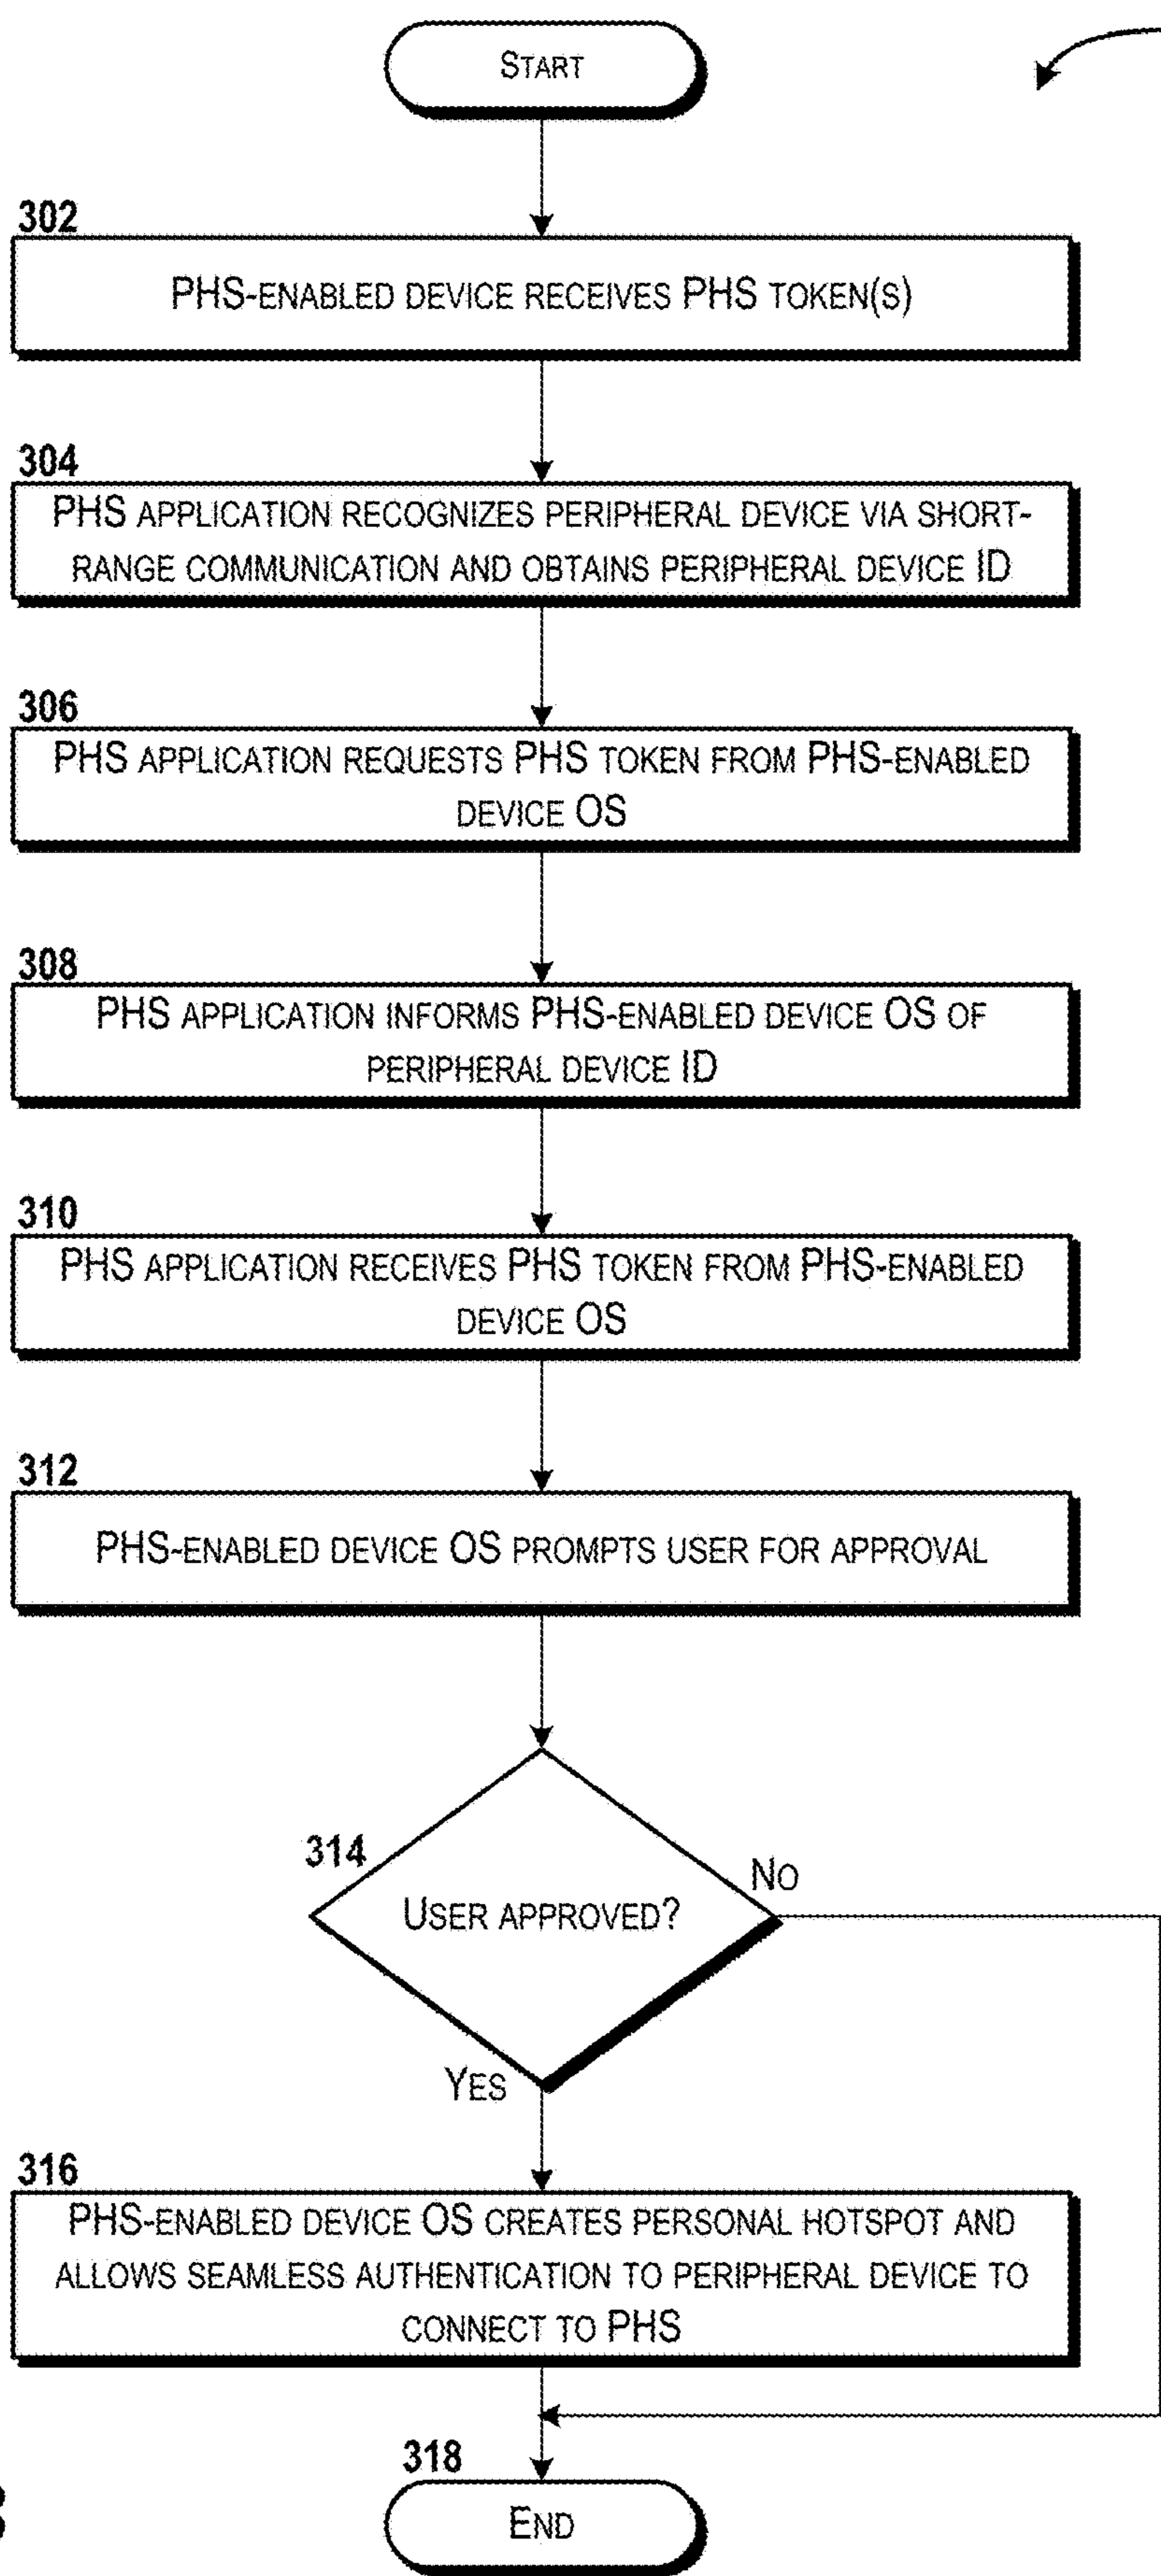 START
302
PHS-ENABLED DEVICE RECEIVES PHS TOKEN(S)
304
PHS APPLICATION RECOGNIZES PERIPHERAL DEVICE VIA SHORT-
RANGE COMMUNICATION AND OBTAINS PERIPHERAL DEVICE ID
306
PHS APPLICATION REQUESTS PHS TOKEN FROM PHS-ENABLED
DEVICE OS
308
PHS APPLICATION INFORMS PHS-ENABLED DEVICE OS OF
PERIPHERAL DEVICE ID
310
PHS APPLICATION RECEIVES PHS TOKEN FROM PHS-ENABLED
DEVICE OS
312
PHS-ENABLED DEVICE OS PROMPTS USER FOR APPROVAL
314
USER APPROVED?
NO
YES
316
PHS-ENABLED DEVICE OS CREATES PERSONAL HOTSPOT AND
ALLOWS SEAMLESS AUTHENTICATION TO PERIPHERAL DEVICE TO
CONNECT TO PHS
318
END